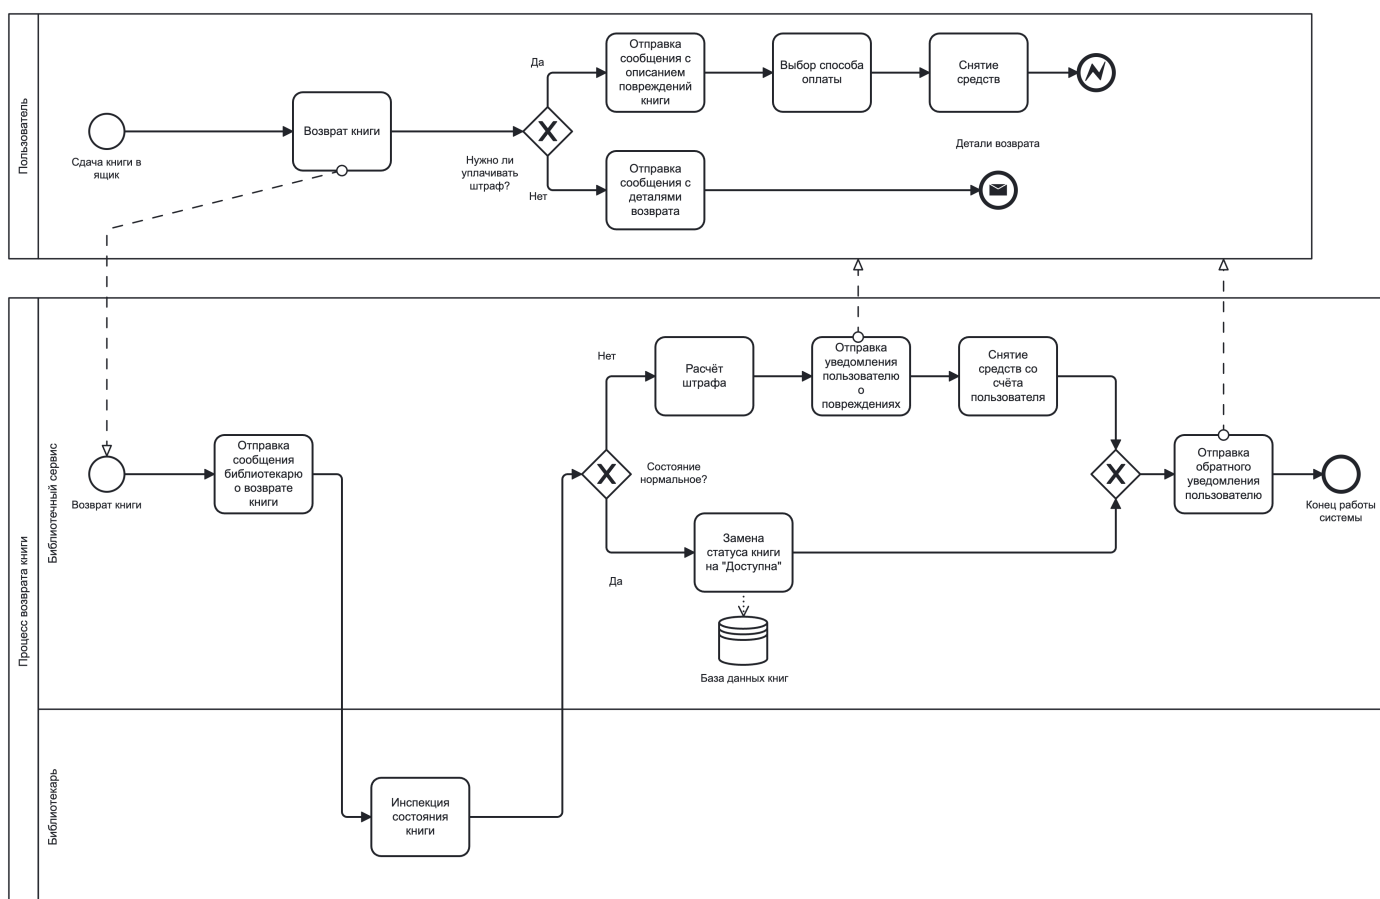 Пользователь
Сдача книги в
ящик
Возврат книги
Нужно ли
уплачивать
штраф?
Да
Нет
Отправка
сообщения с
описанием
повреждений
книги
Выбор способа
оплаты
Снятие
средств
Отправка
сообщения с
деталями
возврата
Детали возврата
Процесс возврата книги
Библиотечный сервис
Возврат книги
Отправка
сообщения
библиотекарю
о возврате
книги
Состояние
нормальное?
Нет
Да
Расчёт
штрафа
Отправка
уведомления
пользователю
о
повреждениях
Снятие
средств со
счёта
пользователя
Замена
статуса книги
на "Доступна"
База данных книг
Отправка
обратного
уведомления
пользователю
Конец работы
системы
Библиотекарь
Инспекция
состояния
книги